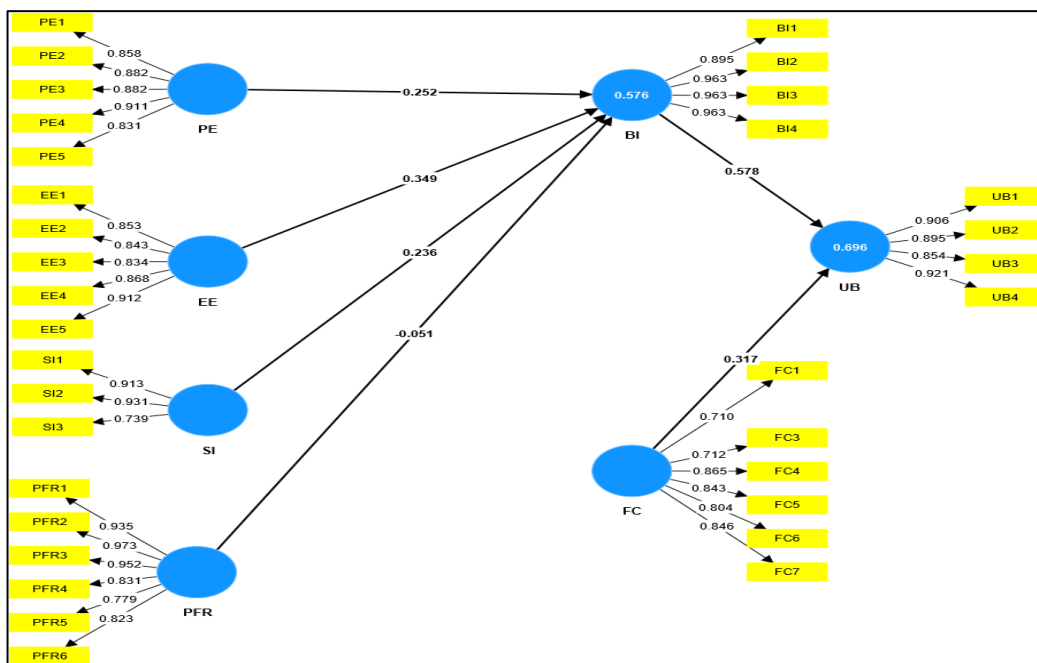 PE1
PE2
PE3
PE4
PE5
0.858
0.882
0.882
0.911
0.831
PE
EE1
EE2
EE3
EE4
EE5
0.853
0.843
0.834
0.868
0.912
EE
SI1
SI2
SI3
0.913
0.931
0.739
SI
PFR1
PFR2
PFR3
PFR4
PFR5
PFR6
0.935
0.973
0.952
0.831
0.779
0.823
PFR
0.252
0.349
0.236
-0.051
0.576
BI
0.895
0.963
0.963
0.963
BI1
BI2
BI3
BI4
0.578
0.696
UB
0.906
0.895
0.854
0.921
UB1
UB2
UB3
UB4
0.317
FC
0.710
0.712
0.865
0.843
0.804
0.846
FC1
FC3
FC4
FC5
FC6
FC7